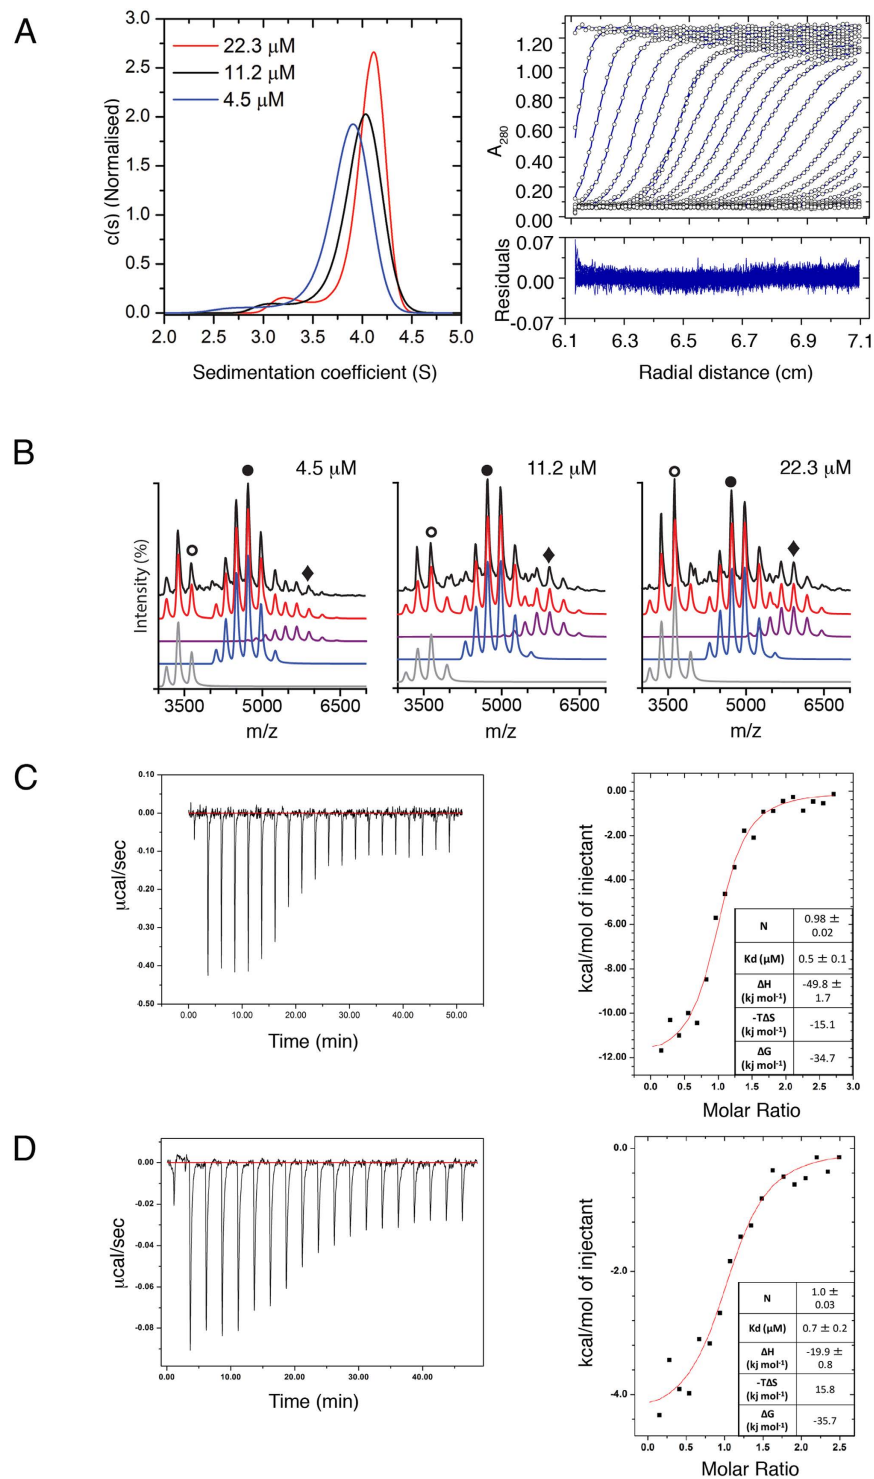 A
3.0
2.5
2.0
1.5
1.0
0.5
0.0
c(s) (Normalised)
22.3 μM
11.2 μM
4.5 μM
2.0 2.5 3.0 3.5 4.0 4.5 5.0
Sedimentation coefficient (S)
1.20
1.00
0.80
0.60
0.40
0.20
0.00
A280
0.07
0.00
-0.07
Residuals
6.1 6.3 6.5 6.7 6.9 7.1
Radial distance (cm)
B
Intensity (%)
4.5 μM
3500 5000 6500
m/z
11.2 μM
3500 5000 6500
m/z
22.3 μM
3500 5000 6500
m/z
C
0.10
0.00
-0.10
-0.20
-0.30
-0.40
-0.50
μcal/sec
0.00 10.00 20.00 30.00 40.00 50.00
Time (min)
0.00
-2.00
-4.00
-6.00
-8.00
-10.00
-12.00
kcal/mol of injectant
N 0.98 ± 0.02
Kd (μM) 0.5 ± 0.1
ΔH (kj mol-1) -49.8 ± 1.7
-TΔS (kj mol-1) -15.1
ΔG (kj mol-1) -34.7
0.0 0.5 1.0 1.5 2.0 2.5 3.0
Molar Ratio
D
0.00
-0.02
-0.04
-0.06
-0.08
μcal/sec
0.00 10.00 20.00 30.00 40.00
Time (min)
0.0
-2.0
-4.0
kcal/mol of injectant
N 1.0 ± 0.03
Kd (μM) 0.7 ± 0.2
ΔH (kj mol-1) -19.9 ± 0.8
-TΔS (kj mol-1) 15.8
ΔG (kj mol-1) -35.7
0.0 0.5 1.0 1.5 2.0 2.5
Molar Ratio